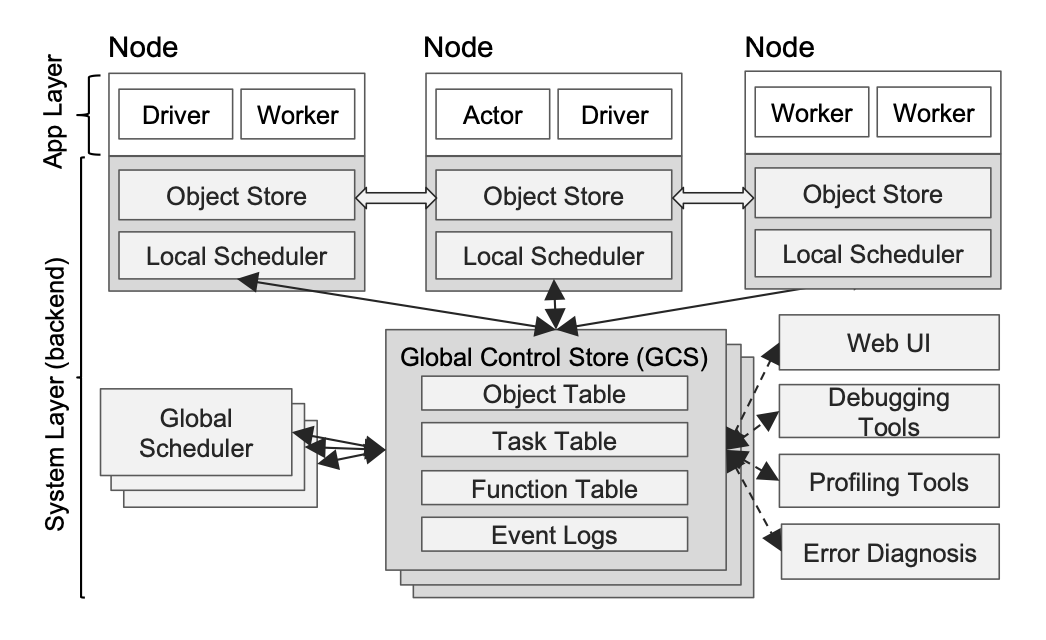 Node
Node
Node
App Layer
Driver
Worker
Actor
Driver
Worker
Worker
Object Store
Object Store
Object Store
Local Scheduler
Local Scheduler
Local Scheduler
System Layer (backend)
Global Control Store (GCS)
Object Table
Task Table
Function Table
Event Logs
Global
Scheduler
Web UI
Debugging
Tools
Profiling Tools
Error Diagnosis